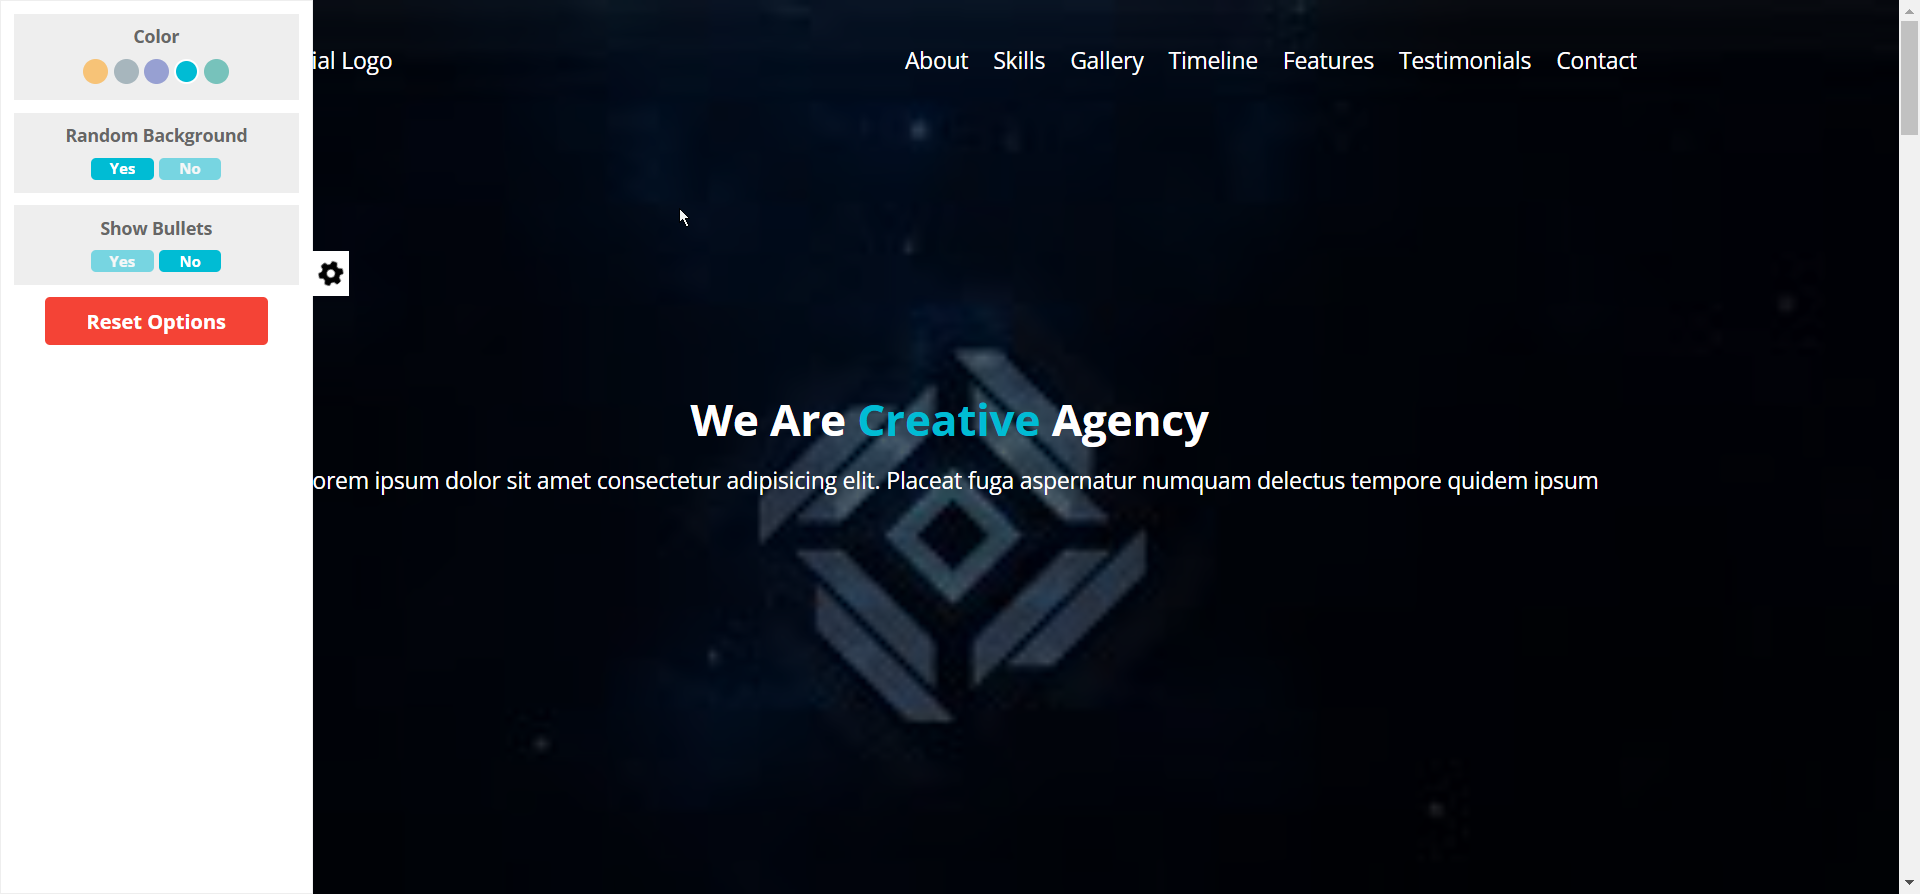 Color
Random Background
Yes No
Show Bullets
Yes No
Reset Options
ial Logo
About Skills Gallery Timeline Features Testimonials Contact
We Are Creative Agency
orem ipsum dolor sit amet consectetur adipisicing elit. Placeat fuga aspernatur numquam delectus tempore quidem ipsum